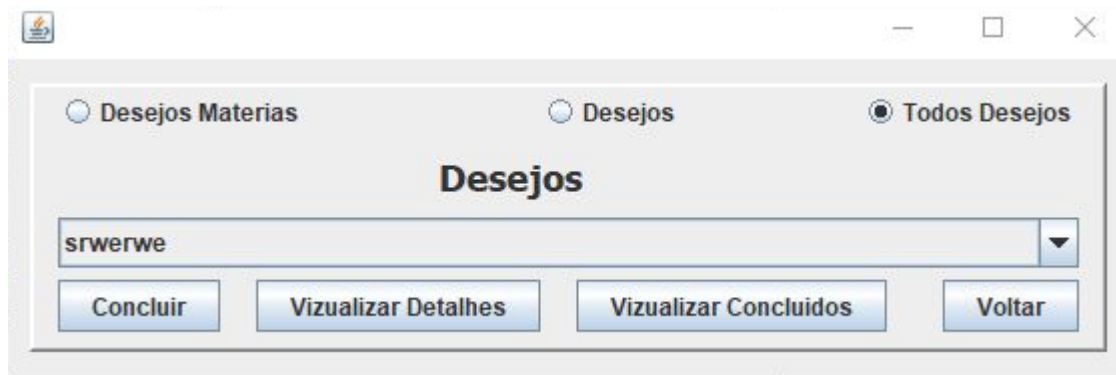 Desejos Materias Desejos Todos Desejos
Desejos
srwerwe
Concluir Vizualizar Detalhes Vizualizar Concluidos Voltar